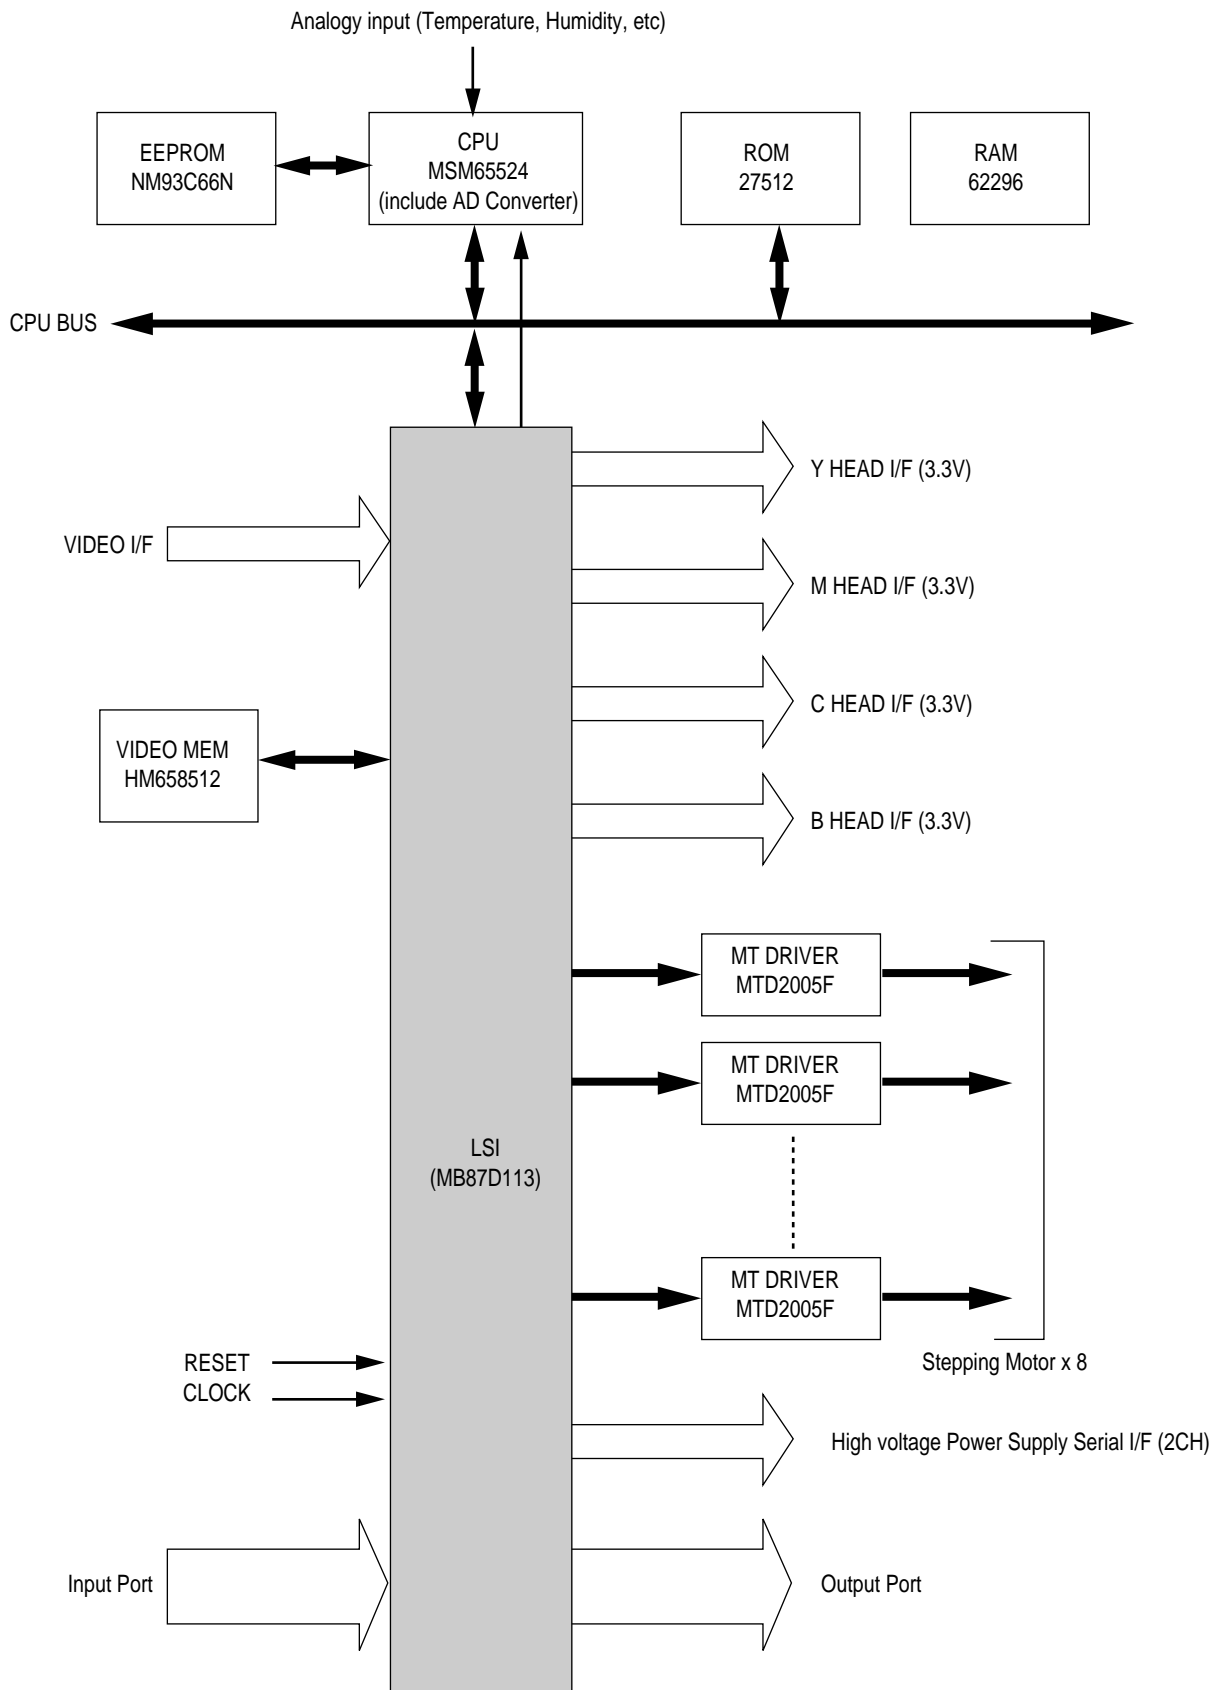 Analogy input (Temperature, Humidity, etc)
EEPROM
NM93C66N
CPU
MSM65524
(include AD Converter)
ROM
27512
RAM
62296
CPU BUS
Y HEAD I/F (3.3V)
VIDEO I/F
M HEAD I/F (3.3V)
C HEAD I/F (3.3V)
VIDEO MEM
HM658512
B HEAD I/F (3.3V)
MT DRIVER
MTD2005F
MT DRIVER
MTD2005F
LSI
(MB87D113)
MT DRIVER
MTD2005F
RESET
CLOCK
Stepping Motor x 8
High voltage Power Supply Serial I/F (2CH)
Input Port
Output Port